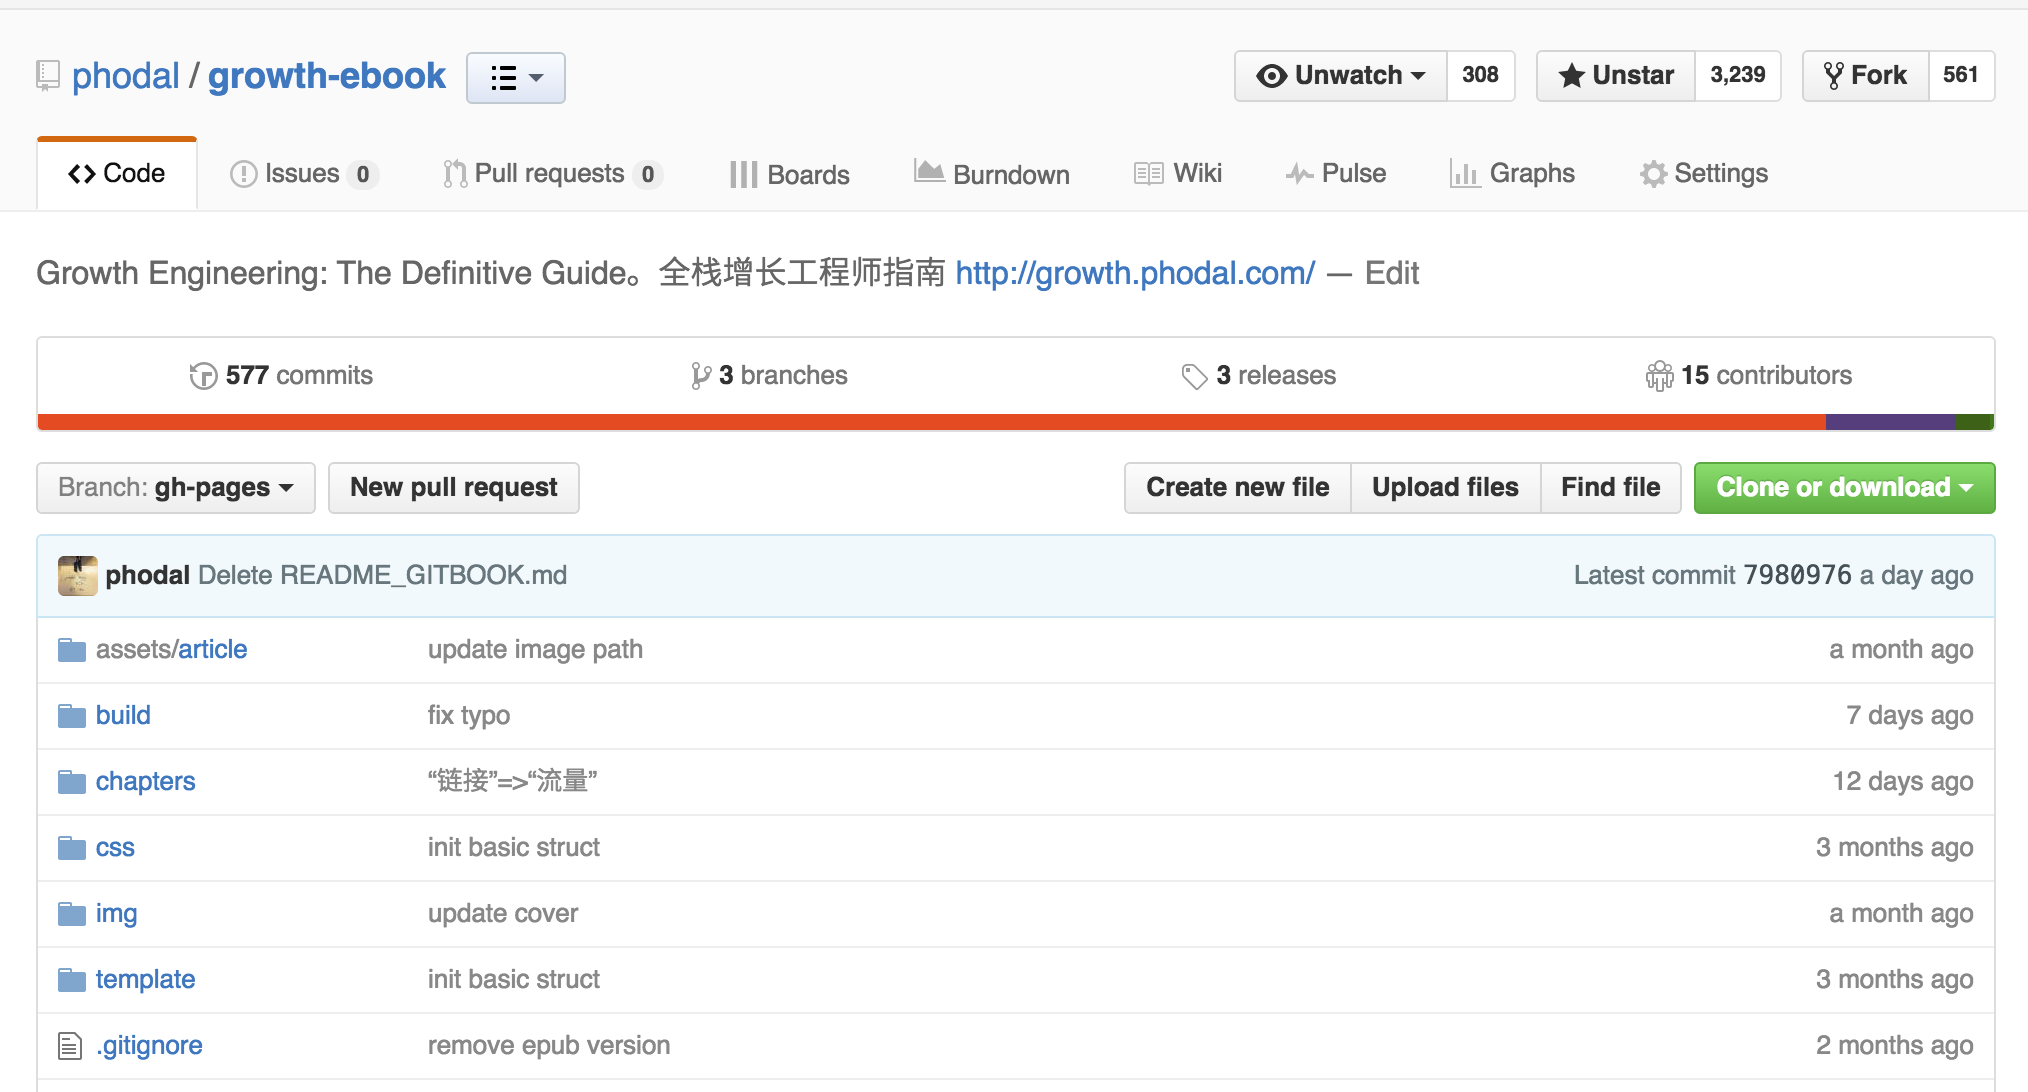 phodal / growth-ebook
Unwatch 308 Unstar 3,239 Fork 561
Code Issues 0 Pull requests 0 Boards Burndown Wiki Pulse Graphs Settings
Growth Engineering: The Definitive Guide。全栈增长工程师指南 http://growth.phodal.com/ — Edit
577 commits 3 branches 3 releases 15 contributors
Branch: gh-pages New pull request Create new file Upload files Find file Clone or download
phodal Delete README_GITBOOK.md Latest commit 7980976 a day ago
assets/article update image path a month ago
build fix typo 7 days ago
chapters “链接”=>“流量” 12 days ago
css init basic struct 3 months ago
img update cover a month ago
template init basic struct 3 months ago
.gitignore remove epub version 2 months ago